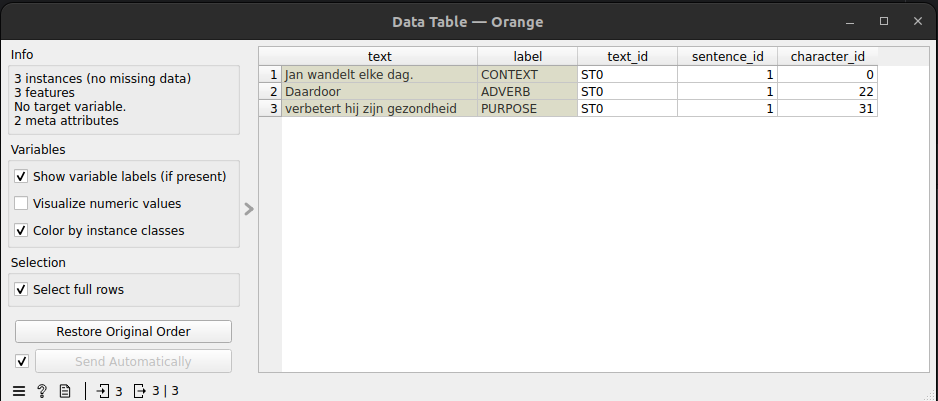 Data Table — Orange
Info
3 instances (no missing data)
3 features
No target variable.
2 meta attributes
Variables
Show variable labels (if present)
Visualize numeric values
Color by instance classes
Selection
Select full rows
Restore Original Order
Send Automatically
3
3 | 3
text label text_id sentence_id character_id
1 Jan wandelt elke dag. CONTEXT ST0 1 0
2 Daardoor ADVERB ST0 1 22
3 verbetert hij zijn gezondheid PURPOSE ST0 1 31